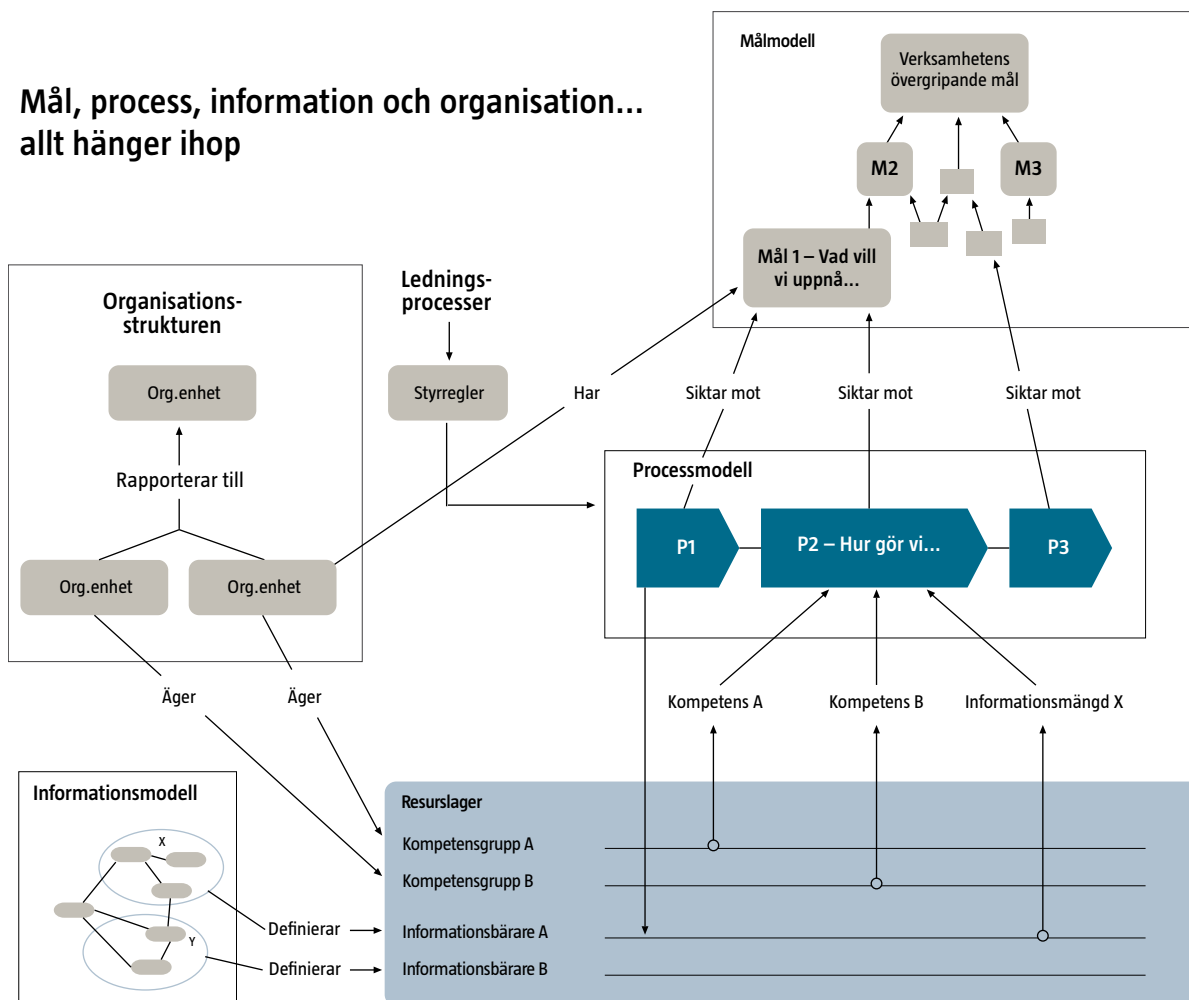 Mål, process, information och organisation...
allt hänger ihop
Målmodell
Verksamhetens
övergripande mål
M2
M3
Mål 1 – Vad vill
vi uppnå...
Organisations-
strukturen
Org.enhet
Rapporterar till
Org.enhet
Org.enhet
Lednings-
processer
Styrregler
Har
Siktar mot
Siktar mot
Siktar mot
Processmodell
P1
P2 – Hur gör vi...
P3
Äger
Äger
Kompetens A
Kompetens B
Informationsmängd X
Informationsmodell
X
Y
Definierar
Definierar
Resurslager
Kompetensgrupp A
Kompetensgrupp B
Informationsbärare A
Informationsbärare B